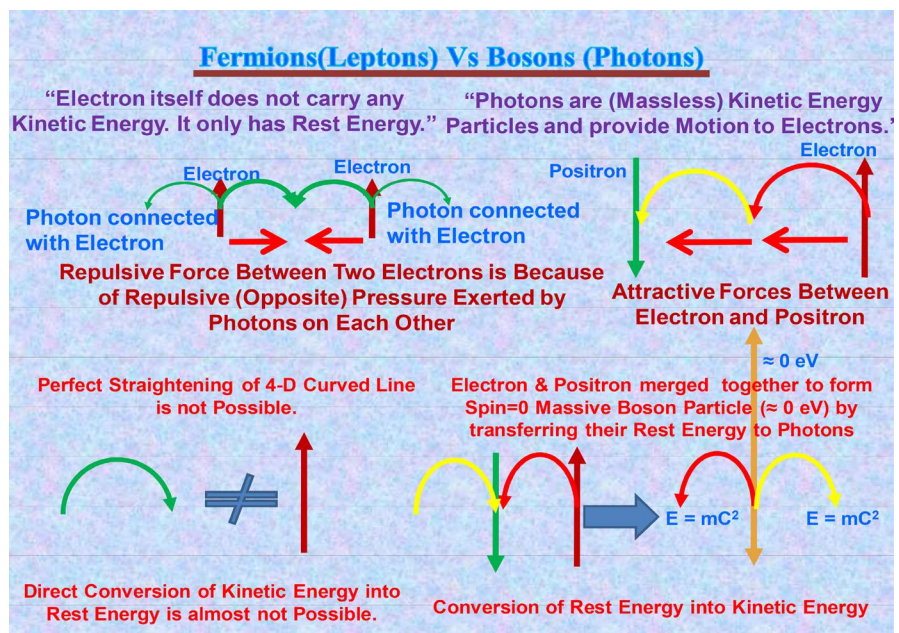 Fermions(Leptons) Vs Bosons (Photons)
“Electron itself does not carry any
Kinetic Energy. It only has Rest Energy.”
“Photons are (Massless) Kinetic Energy
Particles and provide Motion to Electrons.”
Electron
Electron
Photon connected
with Electron
Photon connected
with Electron
Repulsive Force Between Two Electrons is Because
of Repulsive (Opposite) Pressure Exerted by
Photons on Each Other
Positron
Electron
Attractive Forces Between
Electron and Positron
≈ 0 eV
Perfect Straightening of 4-D Curved Line
is not Possible.
Direct Conversion of Kinetic Energy into
Rest Energy is almost not Possible.
Electron & Positron merged together to form
Spin=0 Massive Boson Particle (≈ 0 eV) by
transferring their Rest Energy to Photons
E = mC²
E = mC²
Conversion of Rest Energy into Kinetic Energy